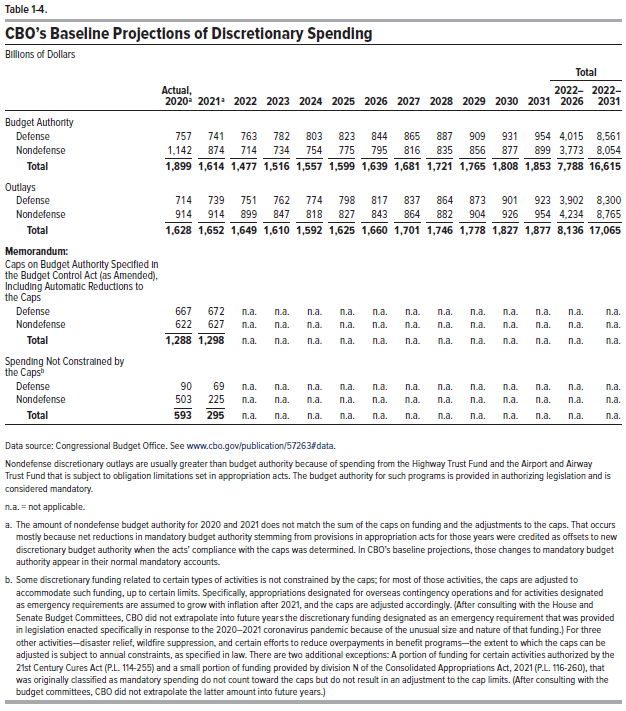 Table 1-4.
CBO’s Baseline Projections of Discretionary Spending
Billions of Dollars
Total
Actual, 2022– 2022–
2020ᵃ 2021ᵃ 2022 2023 2024 2025 2026 2027 2028 2029 2030 2031 2026 2031
Budget Authority
Defense 757 741 763 782 803 823 844 865 887 909 931 954 4,015 8,561
Nondefense 1,142 874 714 734 754 775 795 816 835 856 877 899 3,773 8,054
Total 1,899 1,614 1,477 1,516 1,557 1,599 1,639 1,681 1,721 1,765 1,808 1,853 7,788 16,615
Outlays
Defense 714 739 751 762 774 798 817 837 864 873 901 923 3,902 8,300
Nondefense 914 914 899 847 818 827 843 864 882 904 926 954 4,234 8,765
Total 1,628 1,652 1,649 1,610 1,592 1,625 1,660 1,701 1,746 1,778 1,827 1,877 8,136 17,065
Memorandum:
Caps on Budget Authority Specified in
the Budget Control Act (as Amended),
Including Automatic Reductions to
the Caps
Defense 667 672 n.a. n.a. n.a. n.a. n.a. n.a. n.a. n.a. n.a. n.a. n.a. n.a.
Nondefense 622 627 n.a. n.a. n.a. n.a. n.a. n.a. n.a. n.a. n.a. n.a. n.a. n.a.
Total 1,288 1,298 n.a. n.a. n.a. n.a. n.a. n.a. n.a. n.a. n.a. n.a. n.a. n.a.
Spending Not Constrained by
the Capsᵇ
Defense 90 69 n.a. n.a. n.a. n.a. n.a. n.a. n.a. n.a. n.a. n.a. n.a. n.a.
Nondefense 503 225 n.a. n.a. n.a. n.a. n.a. n.a. n.a. n.a. n.a. n.a. n.a. n.a.
Total 593 295 n.a. n.a. n.a. n.a. n.a. n.a. n.a. n.a. n.a. n.a. n.a. n.a.
Data source: Congressional Budget Office. See www.cbo.gov/publication/57263#data.
Nondefense discretionary outlays are usually greater than budget authority because of spending from the Highway Trust Fund and the Airport and Airway
Trust Fund that is subject to obligation limitations set in appropriation acts. The budget authority for such programs is provided in authorizing legislation and is
considered mandatory.
n.a. = not applicable.
a. The amount of nondefense budget authority for 2020 and 2021 does not match the sum of the caps on funding and the adjustments to the caps. That occurs
mostly because net reductions in mandatory budget authority stemming from provisions in appropriation acts for those years were credited as offsets to new
discretionary budget authority when the acts’ compliance with the caps was determined. In CBO’s baseline projections, those changes to mandatory budget
authority appear in their normal mandatory accounts.
b. Some discretionary funding related to certain types of activities is not constrained by the caps; for most of those activities, the caps are adjusted to
accommodate such funding, up to certain limits. Specifically, appropriations designated for overseas contingency operations and for activities designated
as emergency requirements are assumed to grow with inflation after 2021, and the caps are adjusted accordingly. (After consulting with the House and
Senate Budget Committees, CBO did not extrapolate into future years the discretionary funding designated as an emergency requirement that was provided
in legislation enacted specifically in response to the 2020–2021 coronavirus pandemic because of the unusual size and nature of that funding.) For three
other activities—disaster relief, wildfire suppression, and certain efforts to reduce overpayments in benefit programs—the extent to which the caps can be
adjusted is subject to annual constraints, as specified in law. There are two additional exceptions: A portion of funding for certain activities authorized by the
21st Century Cures Act (P.L. 114-255) and a small portion of funding provided by division N of the Consolidated Appropriations Act, 2021 (P.L. 116-260), that
was originally classified as mandatory spending do not count toward the caps but do not result in an adjustment to the cap limits. (After consulting with the
budget committees, CBO did not extrapolate the latter amount into future years.)